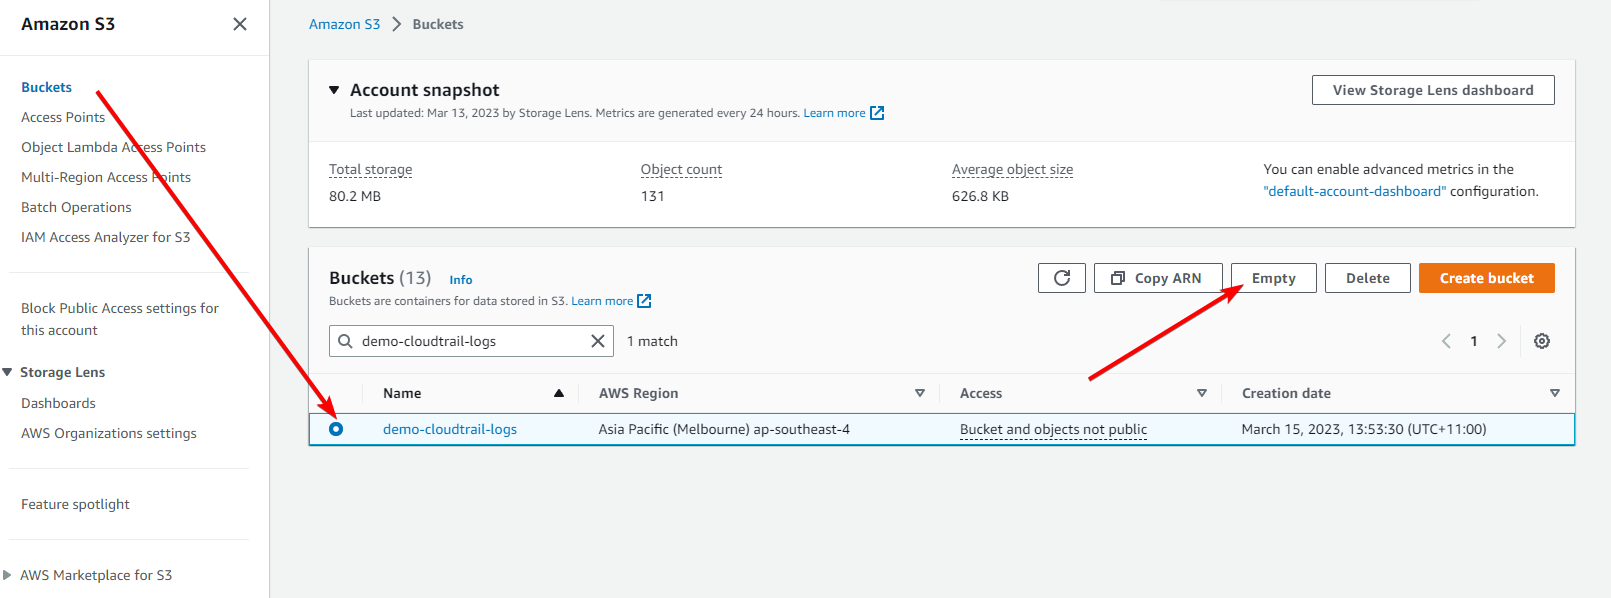 Amazon S3
Buckets
Access Points
Object Lambda Access Points
Multi-Region Access Points
Batch Operations
IAM Access Analyzer for S3
Block Public Access settings for
this account
Storage Lens
Dashboards
AWS Organizations settings
Feature spotlight
AWS Marketplace for S3
Amazon S3 Buckets
Account snapshot
View Storage Lens dashboard
Last updated: Mar 13, 2023 by Storage Lens. Metrics are generated every 24 hours. Learn more
Total storage Object count Average object size
80.2 MB 131 626.8 KB
You can enable advanced metrics in the
"default-account-dashboard" configuration.
Buckets (13) Info
Copy ARN Empty Delete Create bucket
Buckets are containers for data stored in S3. Learn more
demo-cloudtrail-logs 1 match 1
Name AWS Region Access Creation date
demo-cloudtrail-logs Asia Pacific (Melbourne) ap-southeast-4 Bucket and objects not public March 15, 2023, 13:53:30 (UTC+11:00)